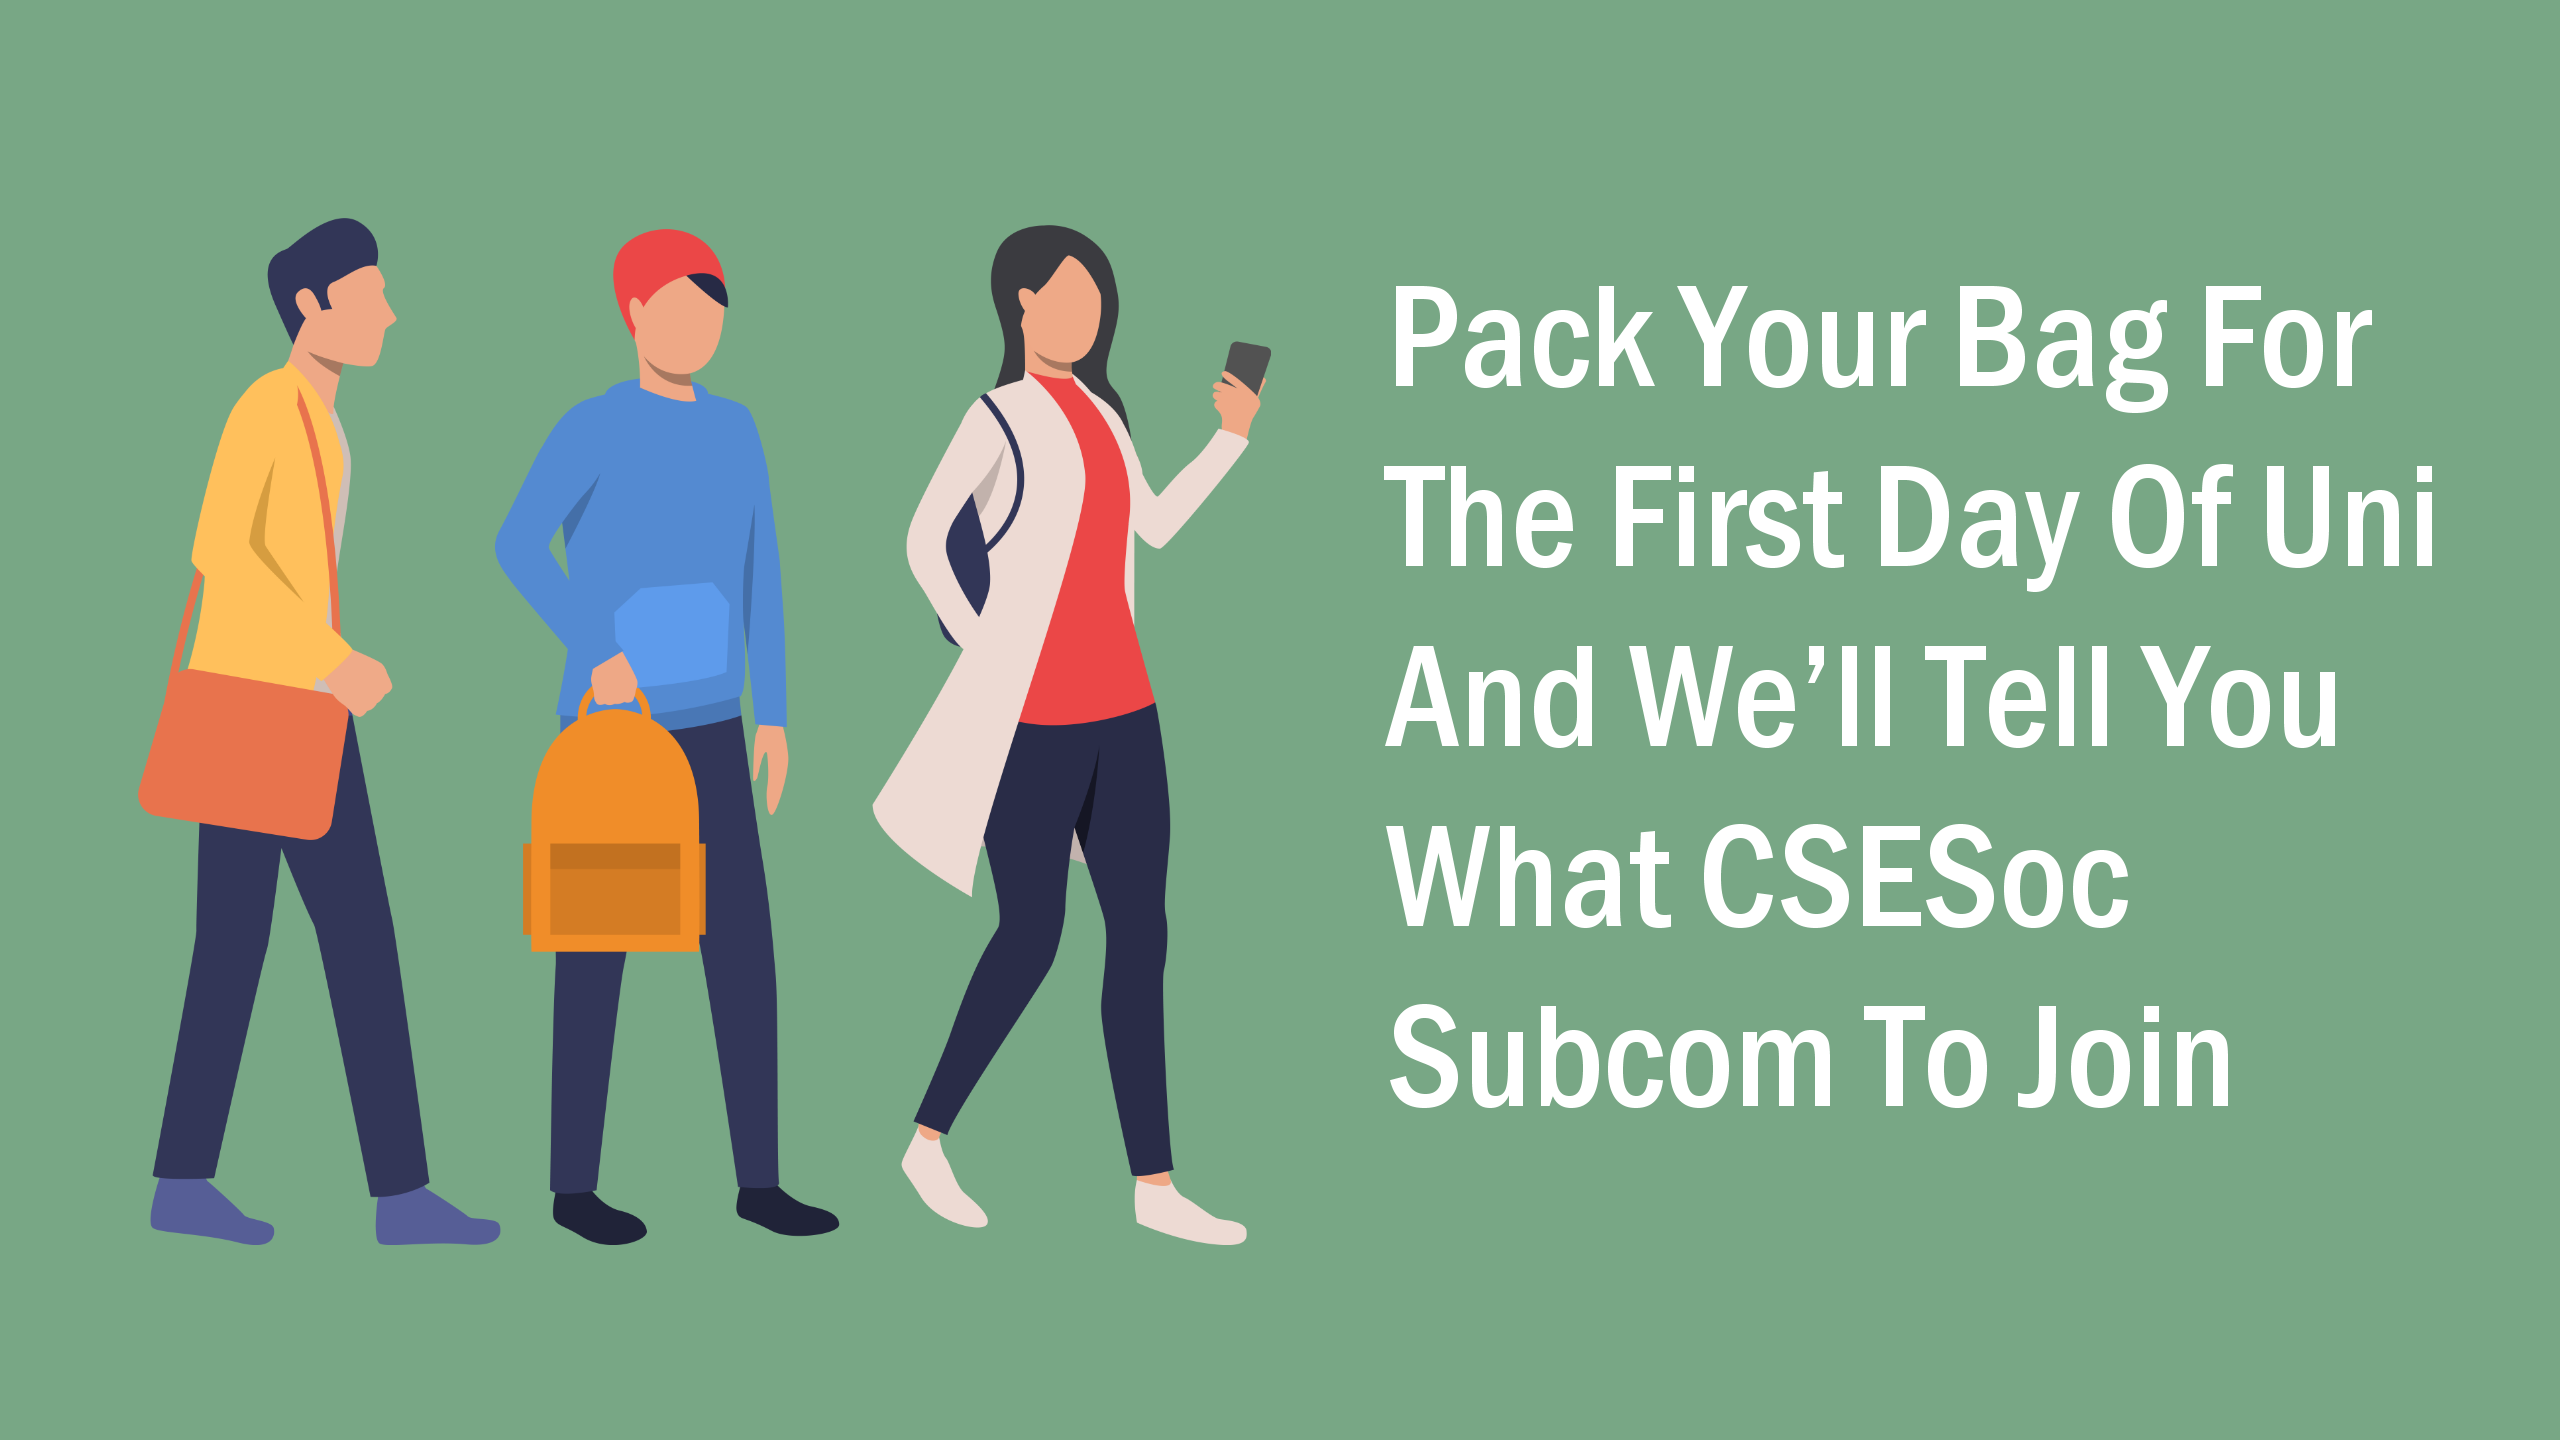 Pack Your Bag For
The First Day Of Uni
And We’ll Tell You
What CSESoc
Subcom To Join